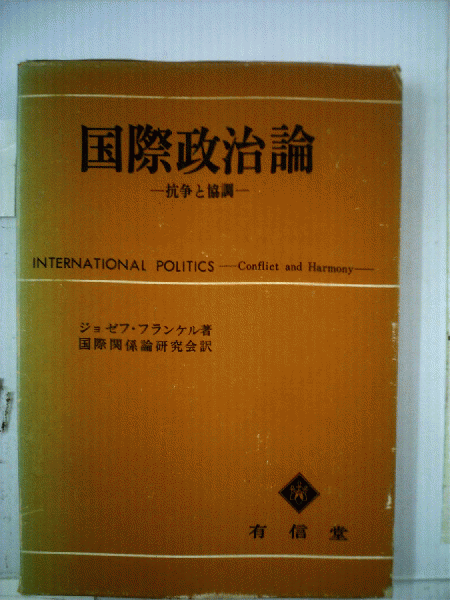 国際政治論
—抗争と協調—
INTERNATIONAL POLITICS —Conflict and Harmony—
ジョゼフ・フランケル著
国際関係論研究会訳
有信堂